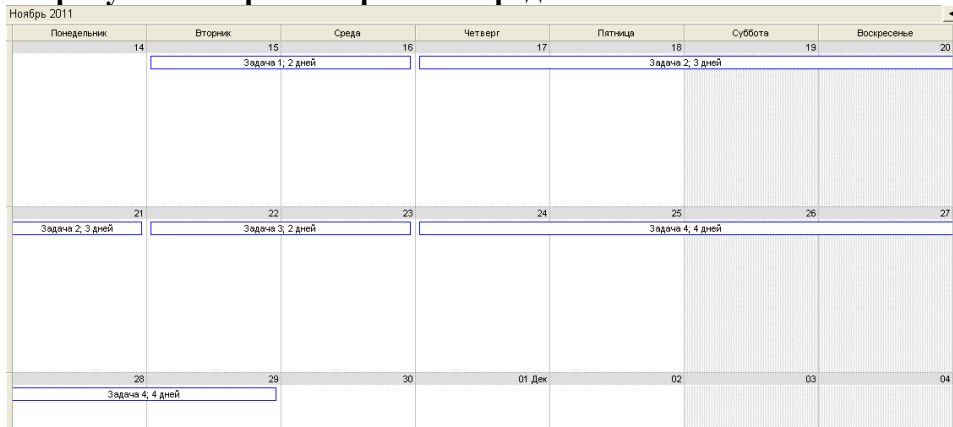 Ноябрь 2011
Понедельник Вторник Среда Четверг Пятница Суббота Воскресенье
14 15 16 17 18 19 20
Задача 1; 2 дней Задача 2; 3 дней
21 22 23 24 25 26 27
Задача 2; 3 дней Задача 3; 2 дней Задача 4; 4 дней
28 29 30 01 Дек 02 03 04
Задача 4; 4 дней